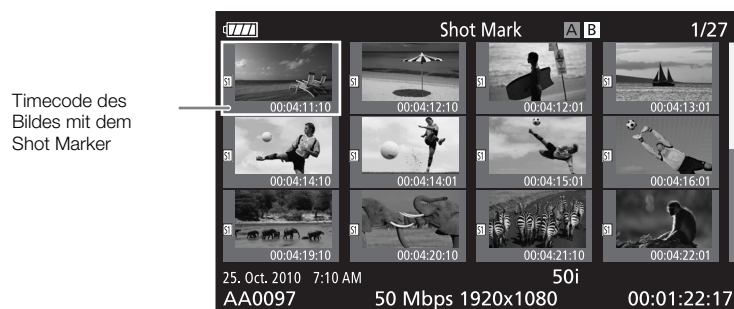 Shot Mark A B 1/27
Timecode des
Bildes mit dem
Shot Marker
S1 00:04:11:10 S1 00:04:12:10 S1 00:04:12:01 S1 00:04:13:01
S1 00:04:14:10 S1 00:04:14:01 S1 00:04:15:01 S1 00:04:16:01
S1 00:04:19:10 S1 00:04:20:10 S1 00:04:21:10 S1 00:04:22:01
25. Oct. 2010 7:10 AM 50i
AA0097 50 Mbps 1920x1080 00:01:22:17